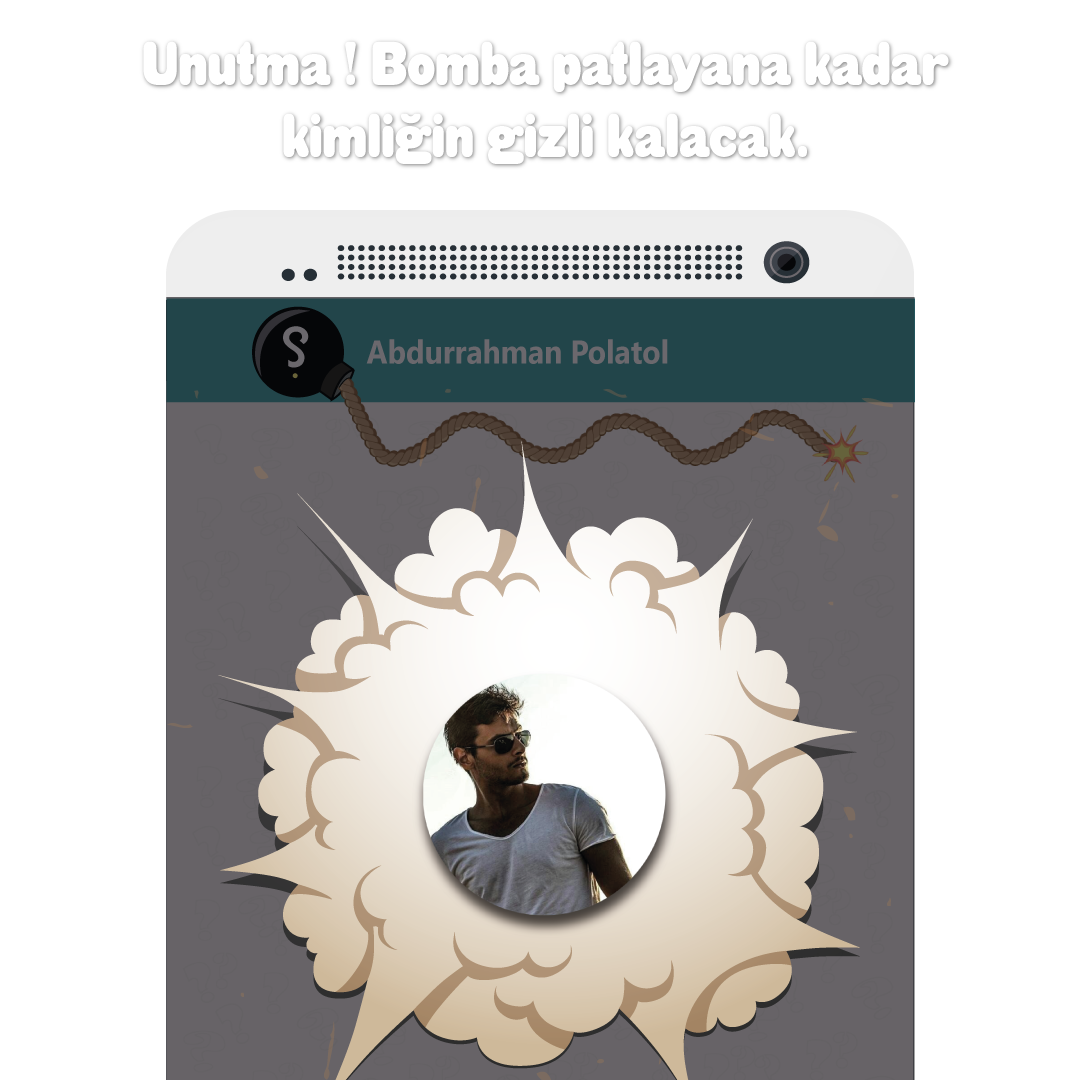 Unutma ! Bomba patlayana kadar
kimliğin gizli kalacak.
Ş
Abdurrahman Polatol